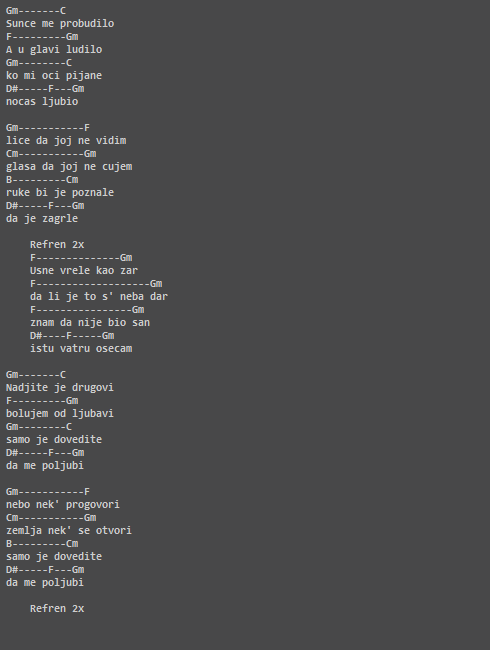 Gm-------C
Sunce me probudilo
F---------Gm
A u glavi ludilo
Gm--------C
ko mi oci pijane
D#-----F---Gm
nocas ljubio

Gm-----------F
lice da joj ne vidim
Cm-----------Gm
glasa da joj ne cujem
B---------Cm
ruke bi je poznale
D#-----F---Gm
da je zagrle

    Refren 2x
    F--------------Gm
    Usne vrele kao zar
    F-------------------Gm
    da li je to s' neba dar
    F----------------Gm
    znam da nije bio san
    D#----F-----Gm
    istu vatru osecam

Gm-------C
Nadjite je drugovi
F---------Gm
bolujem od ljubavi
Gm--------C
samo je dovedite
D#-----F---Gm
da me poljubi

Gm-----------F
nebo nek' progovori
Cm-----------Gm
zemlja nek' se otvori
B---------Cm
samo je dovedite
D#-----F---Gm
da me poljubi

    Refren 2x